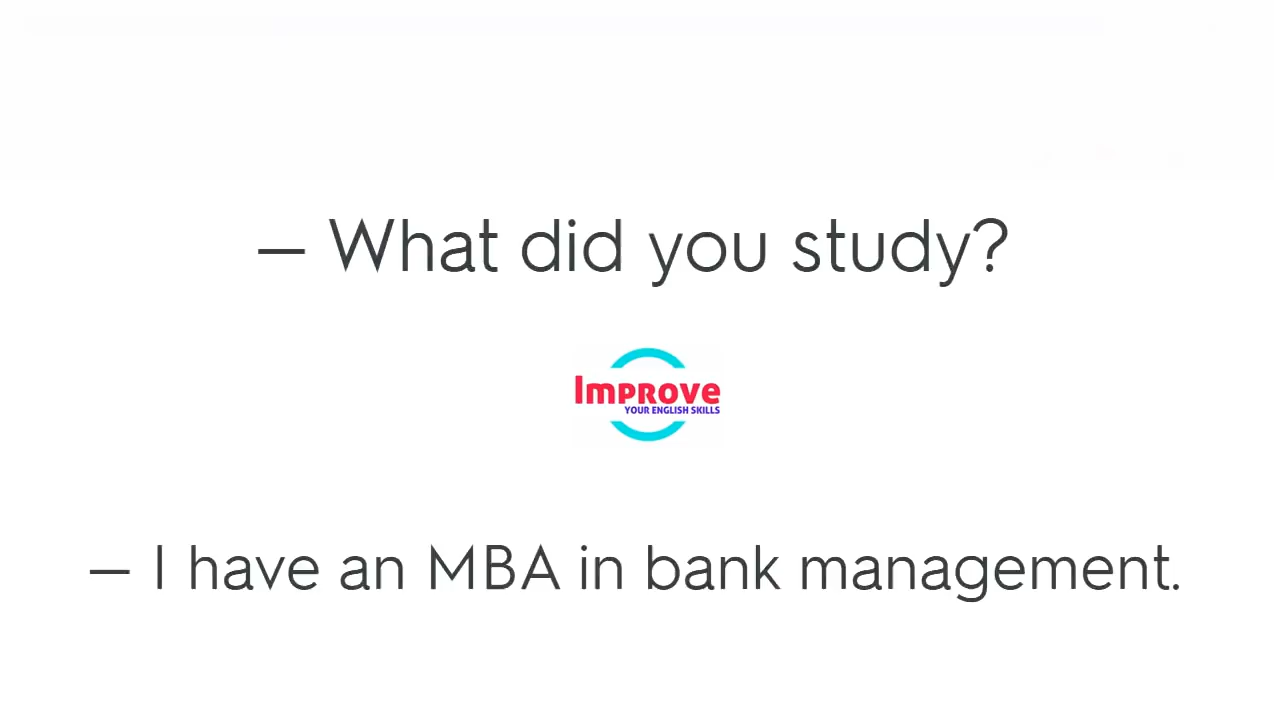 — What did you study?
Improve
YOUR ENGLISH SKILLS
— I have an MBA in bank management.